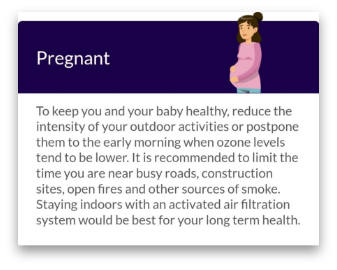 Pregnant
To keep you and your baby healthy, reduce the
intensity of your outdoor activities or postpone
them to the early morning when ozone levels
tend to be lower. It is recommended to limit the
time you are near busy roads, construction
sites, open fires and other sources of smoke.
Staying indoors with an activated air filtration
system would be best for your long term health.